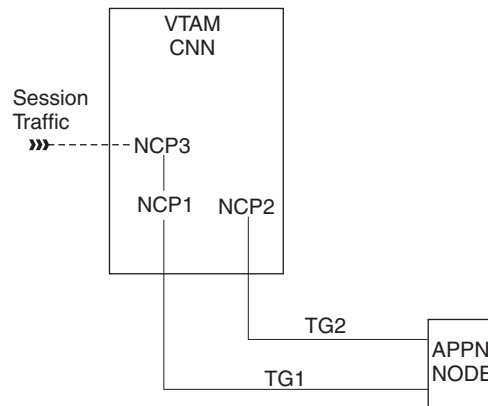 VTAM
CNN
Session
Traffic
NCP3
NCP1
NCP2
TG2
APPN
NODE
TG1